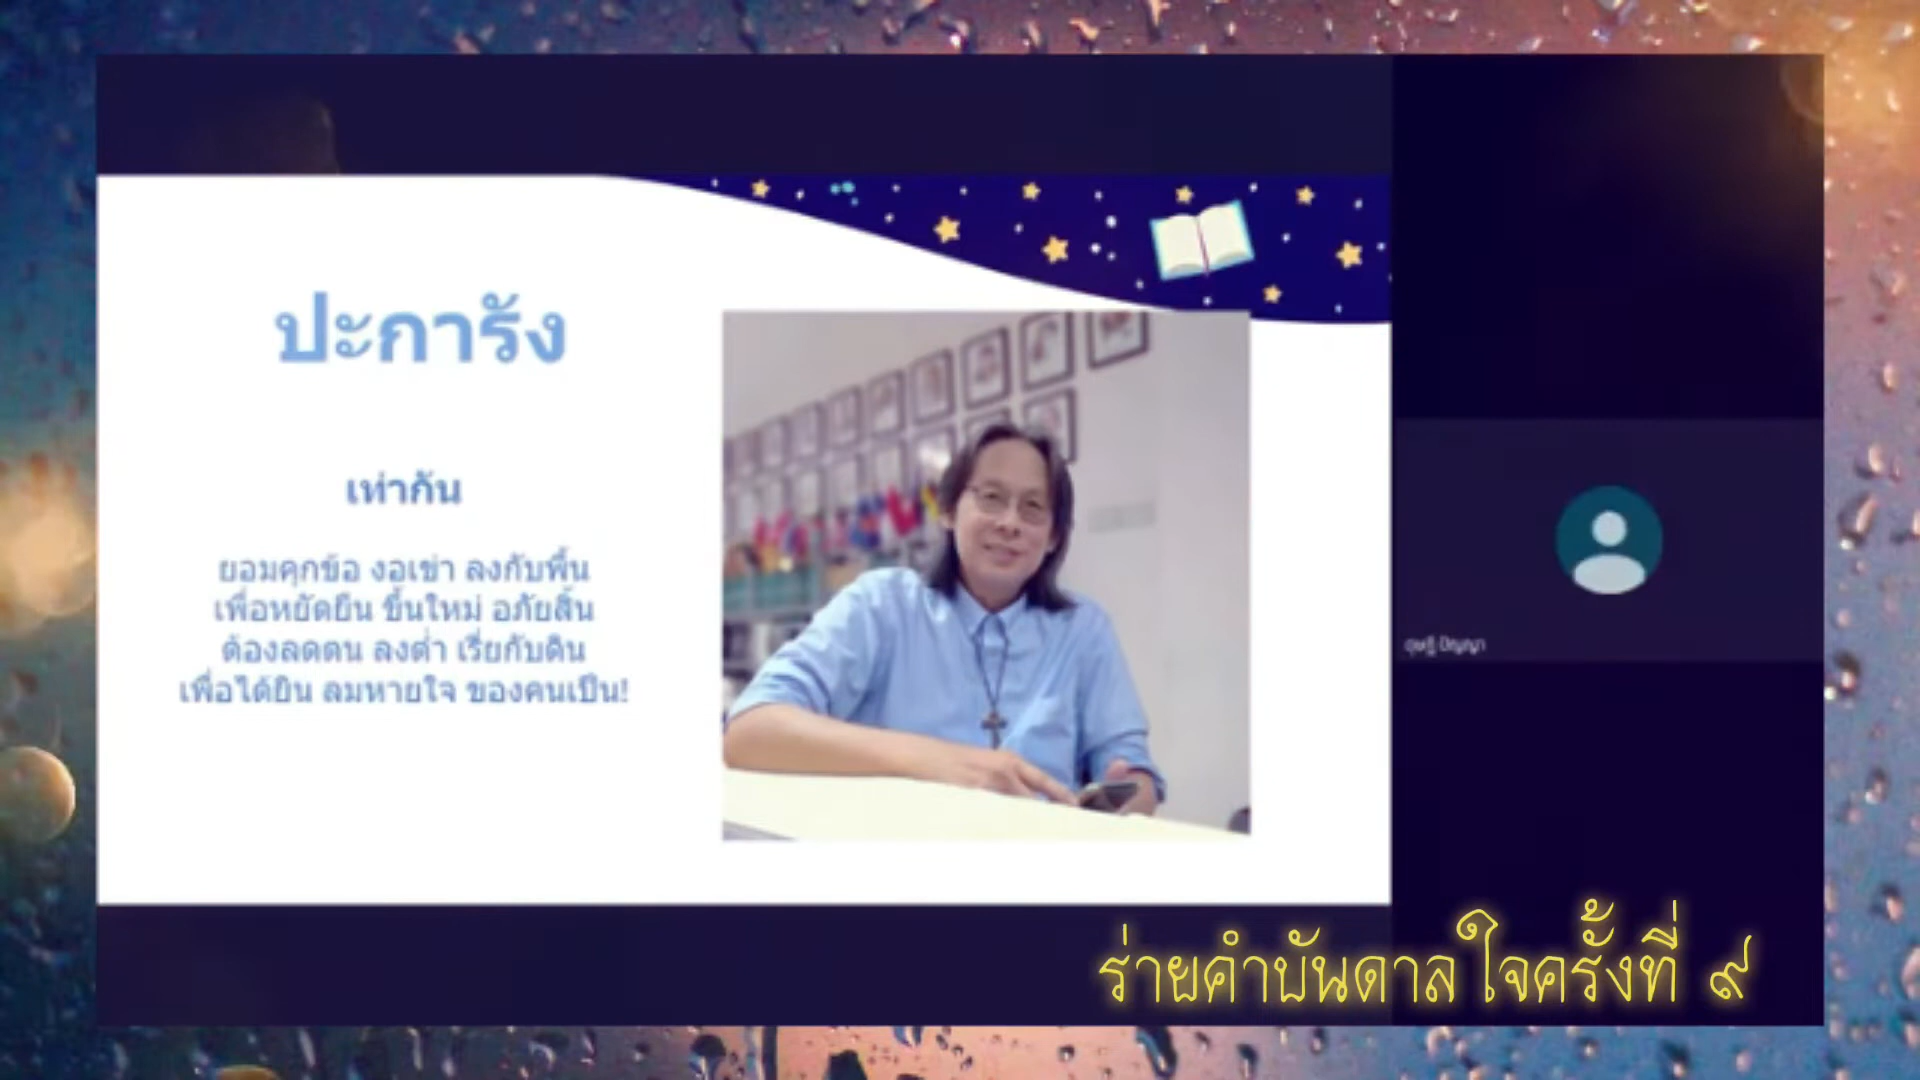 ปะการัง
เท่ากัน
ยอมคุกข้อ งอเข่า ลงกับพื้น
เพื่อหยัดยืน ขึ้นใหม่ อภัยสิ้น
ต้องลดตน ลงต่ำ เรี่ยกับดิน
เพื่อได้ยิน ลมหายใจ ของคนเป็น!
ปัญญา
ร่ายคำบันดาลใจครั้งที่ ๙